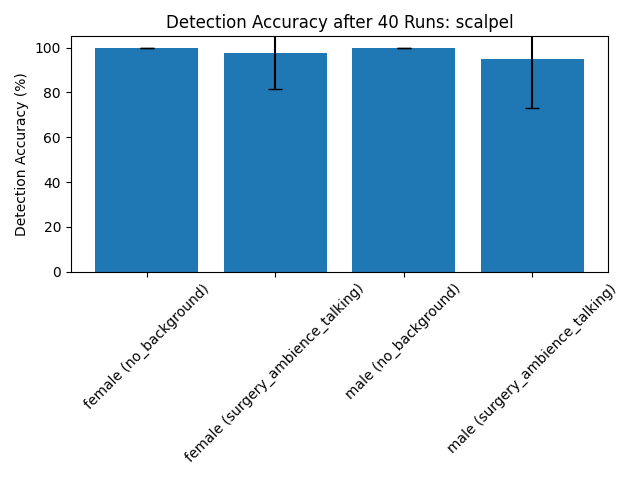 Detection Accuracy after 40 Runs: scalpel
Detection Accuracy (%)
100
80
60
40
20
0
female (no_background)
female (surgery_ambience_talking)
male (no_background)
male (surgery_ambience_talking)